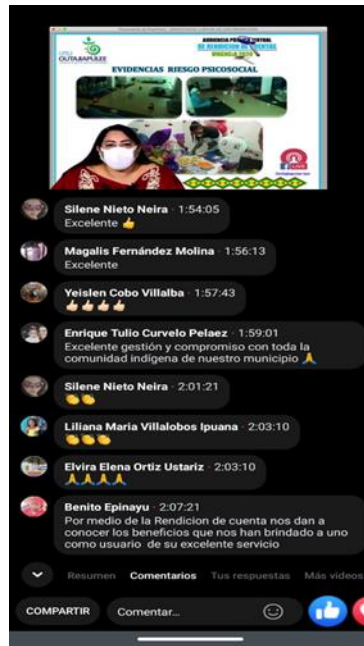 OUTAJIAPULEE
AUDIENCIA PÚBLICA VIRTUAL
DE RENDICIÓN DE CUENTAS
VIGENCIA 2020
EVIDENCIAS RIESGO PSICOSOCIAL
LIVE
Silene Nieto Neira · 1:54:05
Excelente 👍
Magalis Fernández Molina · 1:56:13
Excelente
Yeislen Cobo Villalba · 1:57:43
👍🏻👍🏻👍🏻👍🏻
Enrique Tulio Curvelo Pelaez · 1:59:01
Excelente gestión y compromiso con toda la
comunidad indígena de nuestro municipio 🙏
Silene Nieto Neira · 2:01:21
👏👏
Liliana Maria Villalobos Ipuana · 2:03:10
👏👏👏
Elvira Elena Ortiz Ustariz · 2:03:10
🙏🙏🙏🙏
Benito Epinayu · 2:07:21
Por medio de la Rendicion de cuenta nos dan a
conocer los beneficios que nos han brindado a uno
como usuario de su excelente servicio
Resumen Comentarios Tus respuestas Más videos
COMPARTIR Comentar...